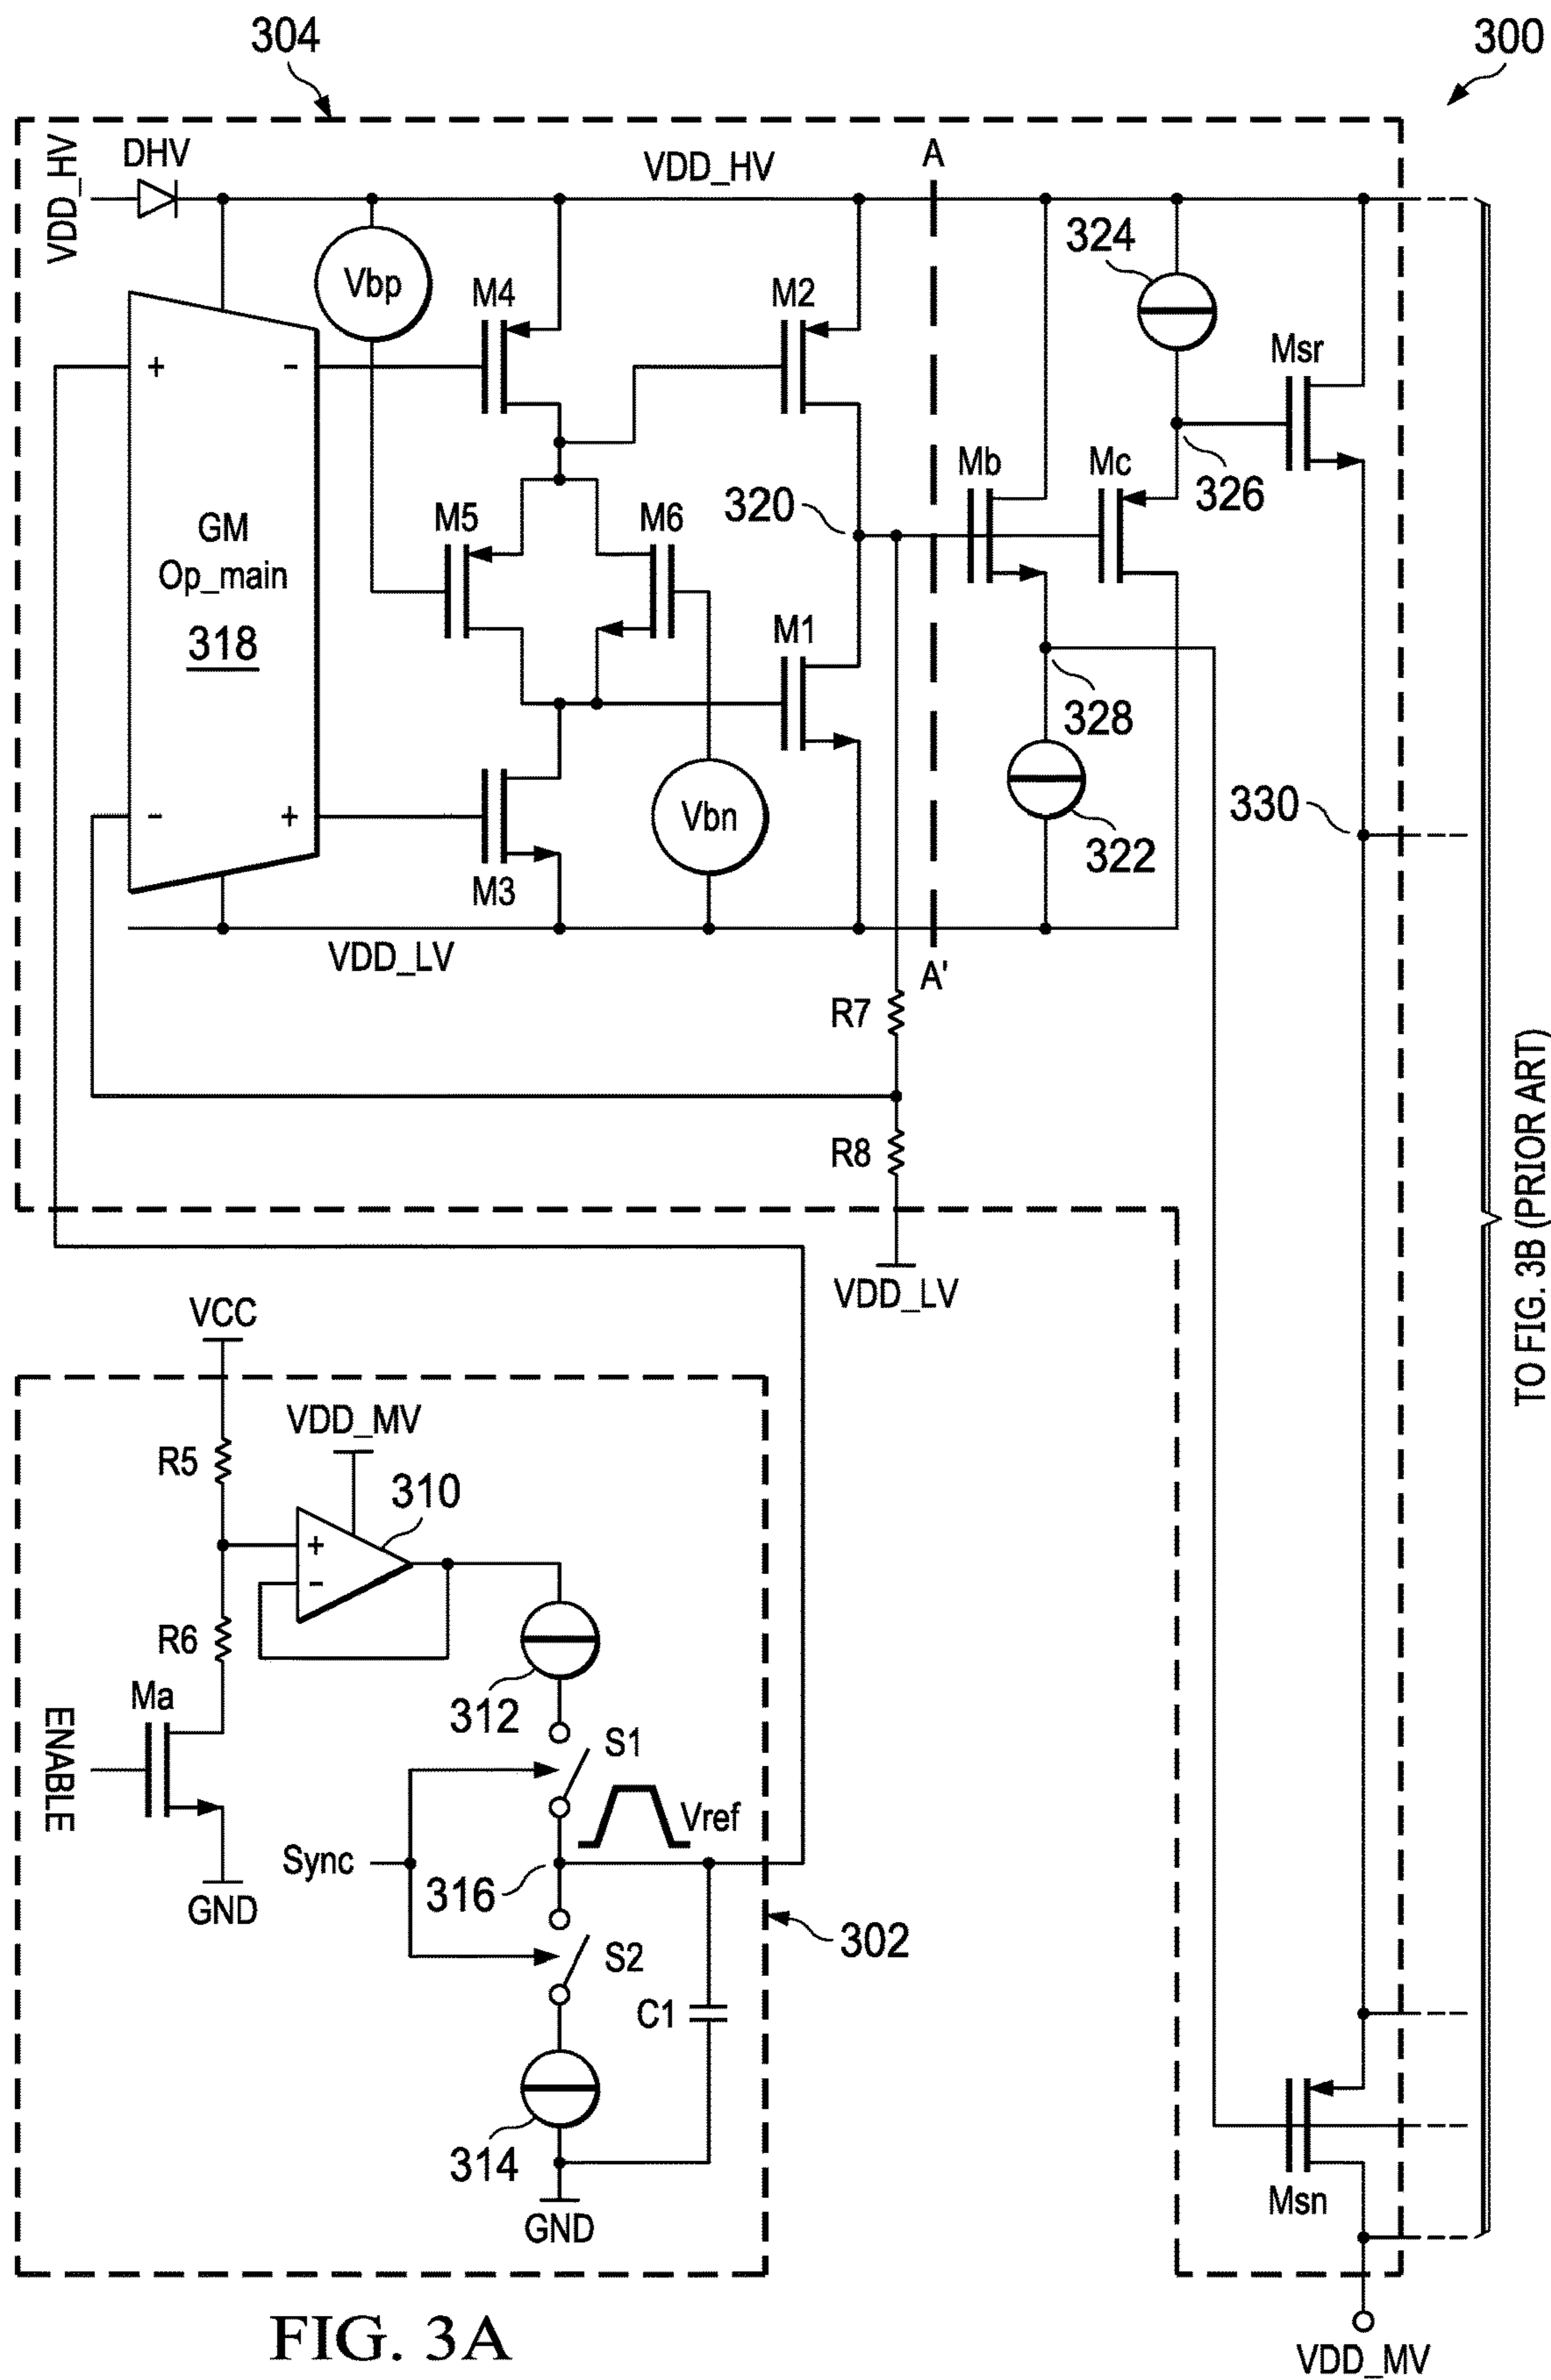 304
300
VDD_HV
DHV
VDD_HV
A
324
Vbp
M4
M2
Msr
+
-
Mb
Mc
326
320
M5
M6
GM
Op_main
318
M1
328
330
-
+
Vbn
322
M3
VDD_LV
A'
R7
R8
VDD_LV
TO FIG. 3B (PRIOR ART)
VCC
VDD_MV
R5
310
+
-
R6
Ma
312
ENABLE
S1
Vref
Sync
316
GND
302
S2
C1
314
GND
Msn
FIG. 3A
VDD_MV